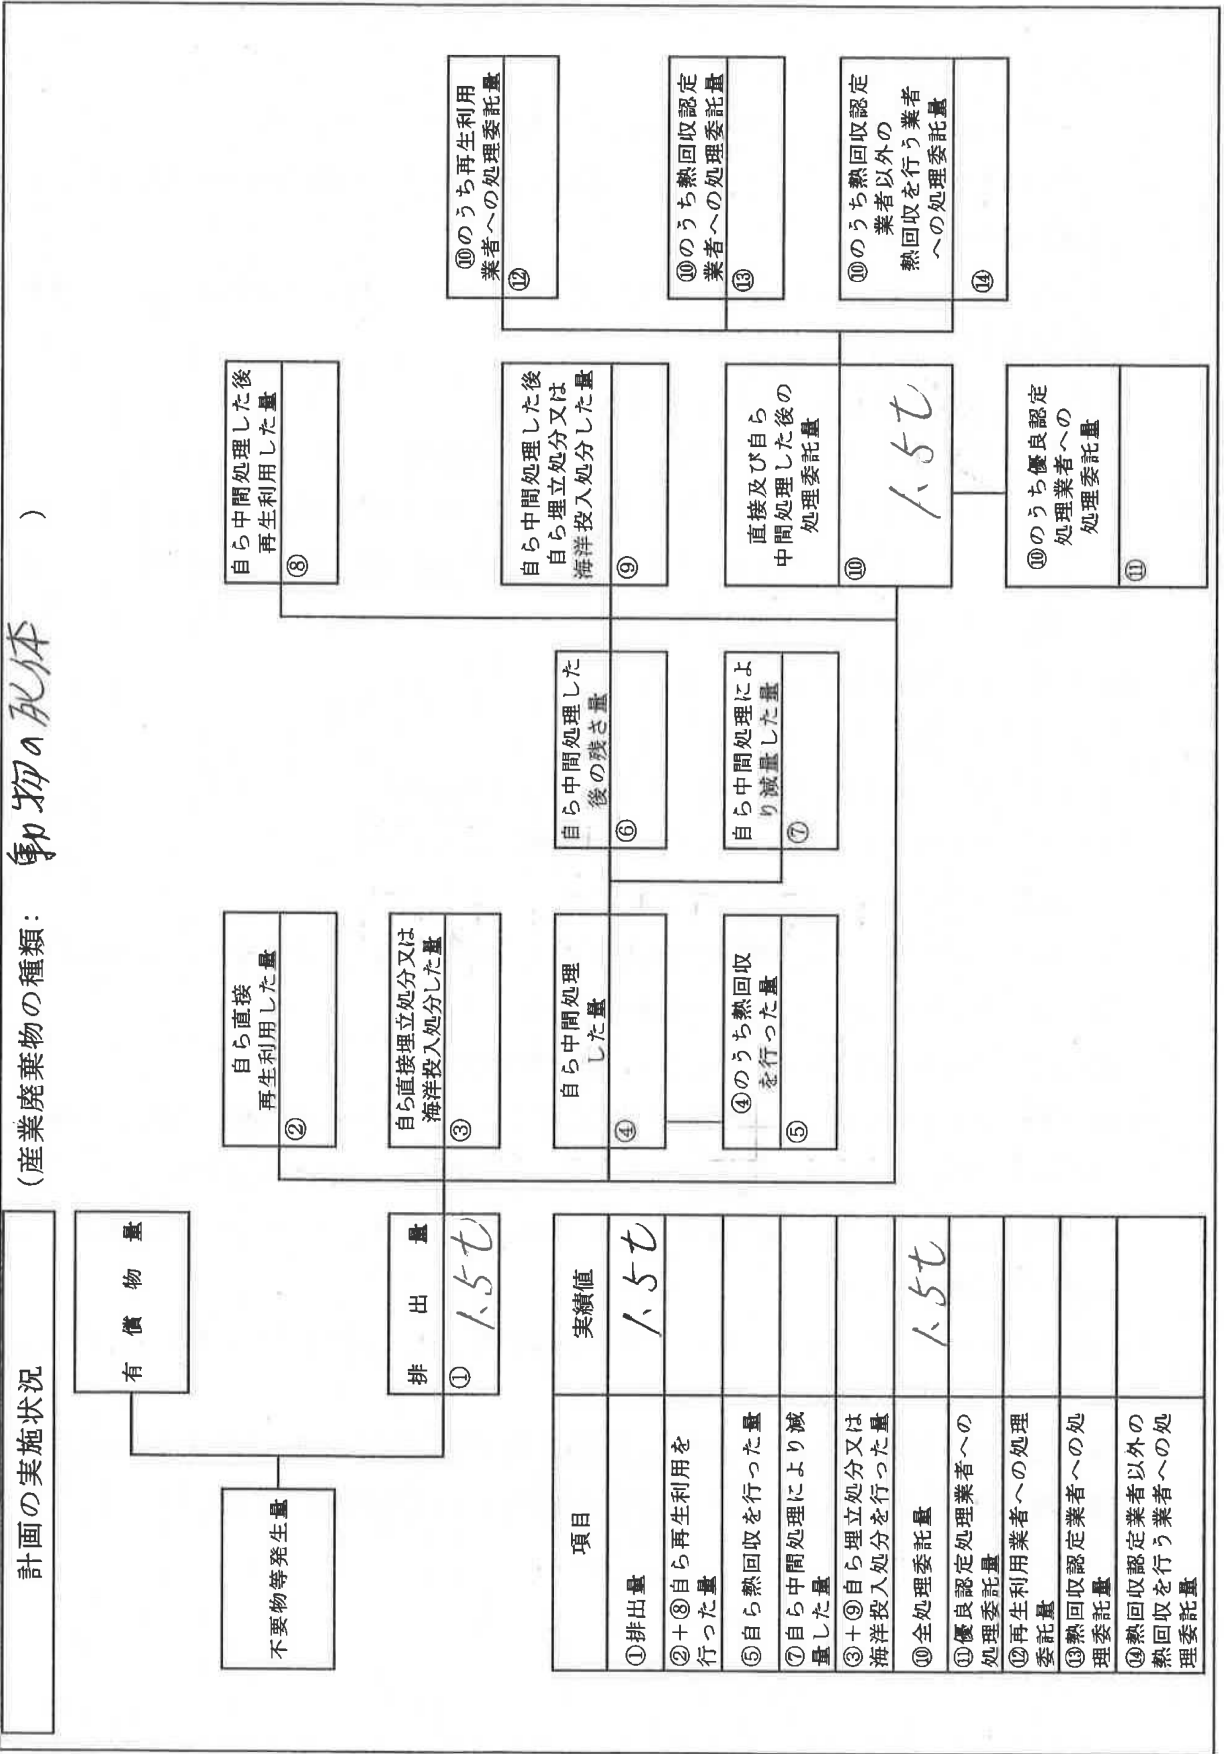 計画の実施状況
(産業廃棄物の種類： 動物の死体 )
有償物量
不要物等発生量
排出量
①
1.5t
自ら直接
再生利用した量
②
自ら直接埋立処分又は
海洋投入処分した量
③
自ら中間処理
した量
④
④のうち熱回収
を行った量
⑤
自ら中間処理した
後の残さ量
⑥
自ら中間処理によ
り減量した量
⑦
自ら中間処理した後
再生利用した量
⑧
自ら中間処理した後
自ら埋立処分又は
海洋投入処分した量
⑨
直接及び自ら
中間処理した後の
処理委託量
⑩
1.5t
⑩のうち優良認定
処理業者への
処理委託量
⑪
⑩のうち再生利用
業者への処理委託量
⑫
⑩のうち熱回収認定
業者への処理委託量
⑬
⑩のうち熱回収認定
業者以外の
熱回収を行う業者
への処理委託量
⑭
項目 実績値
①排出量 1.5t
②＋⑧自ら再生利用を
行った量
⑤自ら熱回収を行った量
⑦自ら中間処理により減
量した量
③＋⑨自ら埋立処分又は
海洋投入処分を行った量
⑩全処理委託量 1.5t
⑪優良認定処理業者への
処理委託量
⑫再生利用業者への処理
委託量
⑬熱回収認定業者への処
理委託量
⑭熱回収認定業者以外の
熱回収を行う業者への処
理委託量